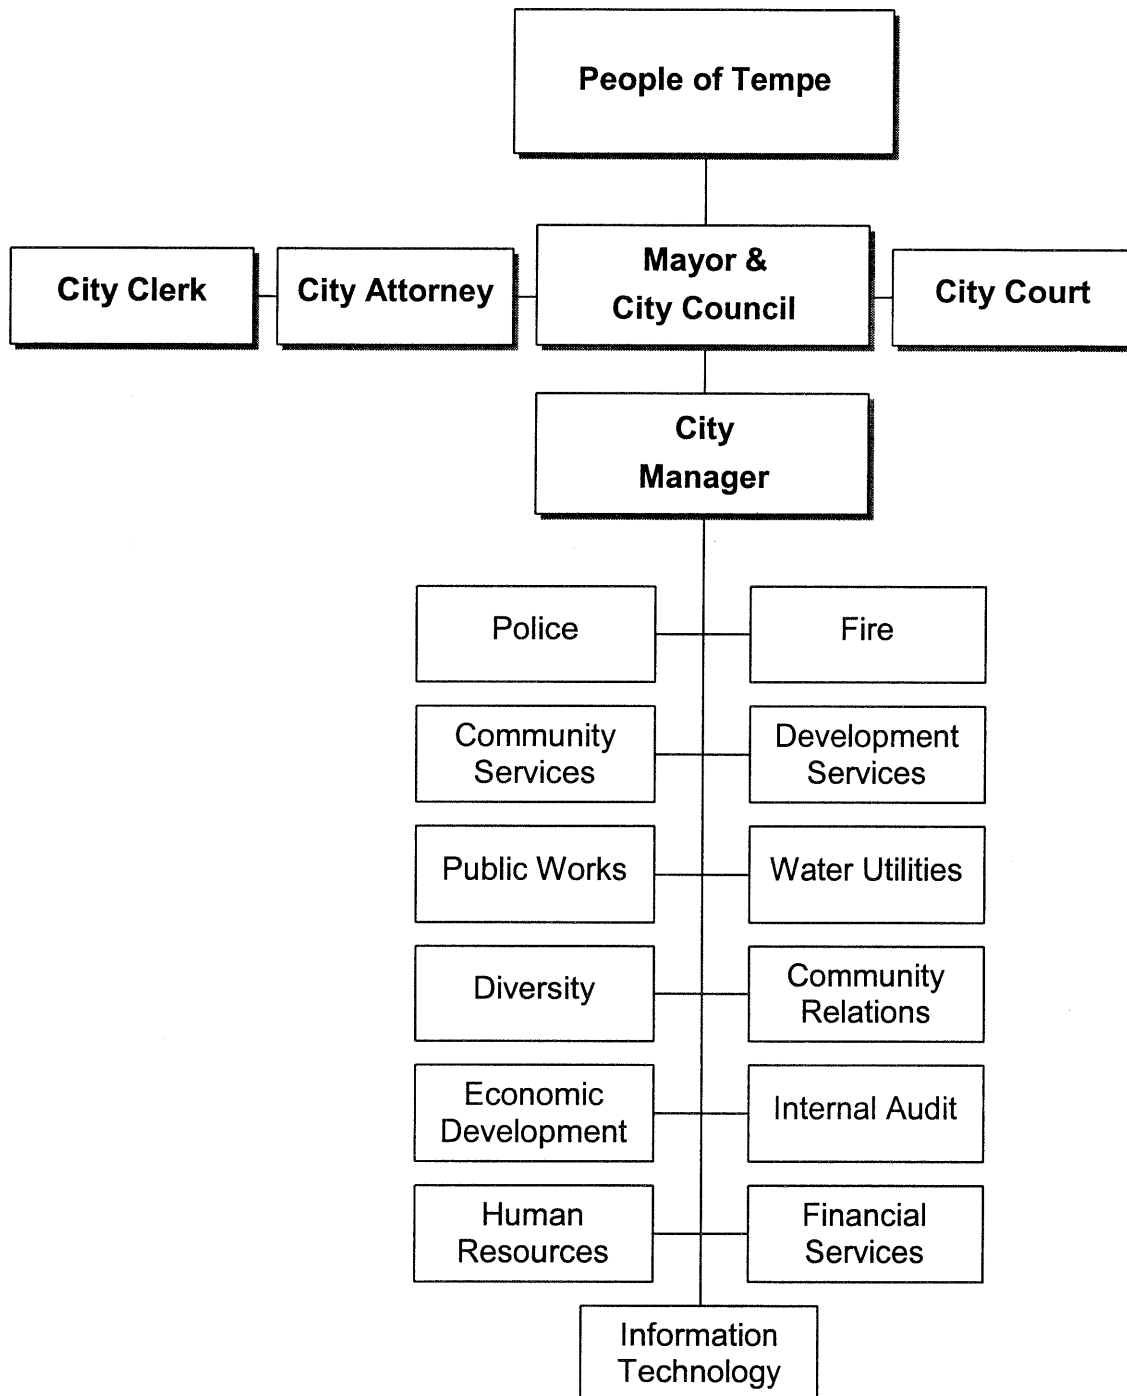 People of Tempe
City Clerk
City Attorney
Mayor &
City Council
City Court
City
Manager
Police
Fire
Community
Services
Development
Services
Public Works
Water Utilities
Diversity
Community
Relations
Economic
Development
Internal Audit
Human
Resources
Financial
Services
Information
Technology